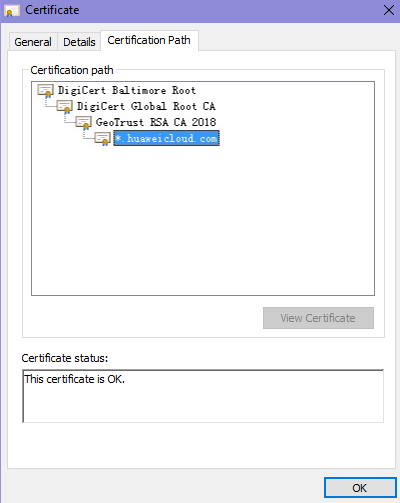 Certificate
General
Details
Certification Path
Certification path
DigiCert Baltimore Root
DigiCert Global Root CA
GeoTrust RSA CA 2018
*.huaweicloud.com
View Certificate
Certificate status:
This certificate is OK.
OK